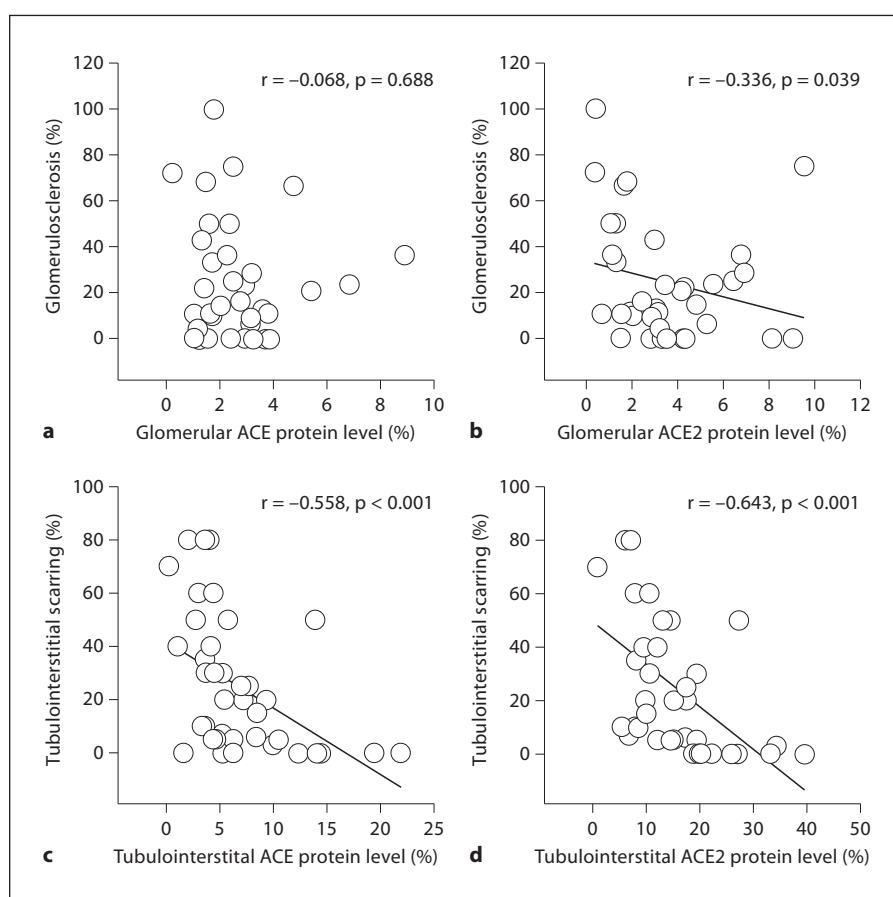 r = –0.068, p = 0.688
120
100
80
60
40
20
0
Glomerulosclerosis (%)
0 2 4 6 8 10
a
Glomerular ACE protein level (%)
r = –0.336, p = 0.039
120
100
80
60
40
20
0
Glomerulosclerosis (%)
0 2 4 6 8 10 12
b
Glomerular ACE2 protein level (%)
r = –0.558, p < 0.001
100
80
60
40
20
0
Tubulointerstitial scarring (%)
0 5 10 15 20 25
c
Tubulointerstital ACE protein level (%)
r = –0.643, p < 0.001
100
80
60
40
20
0
Tubulointerstitial scarring (%)
0 10 20 30 40 50
d
Tubulointerstital ACE2 protein level (%)